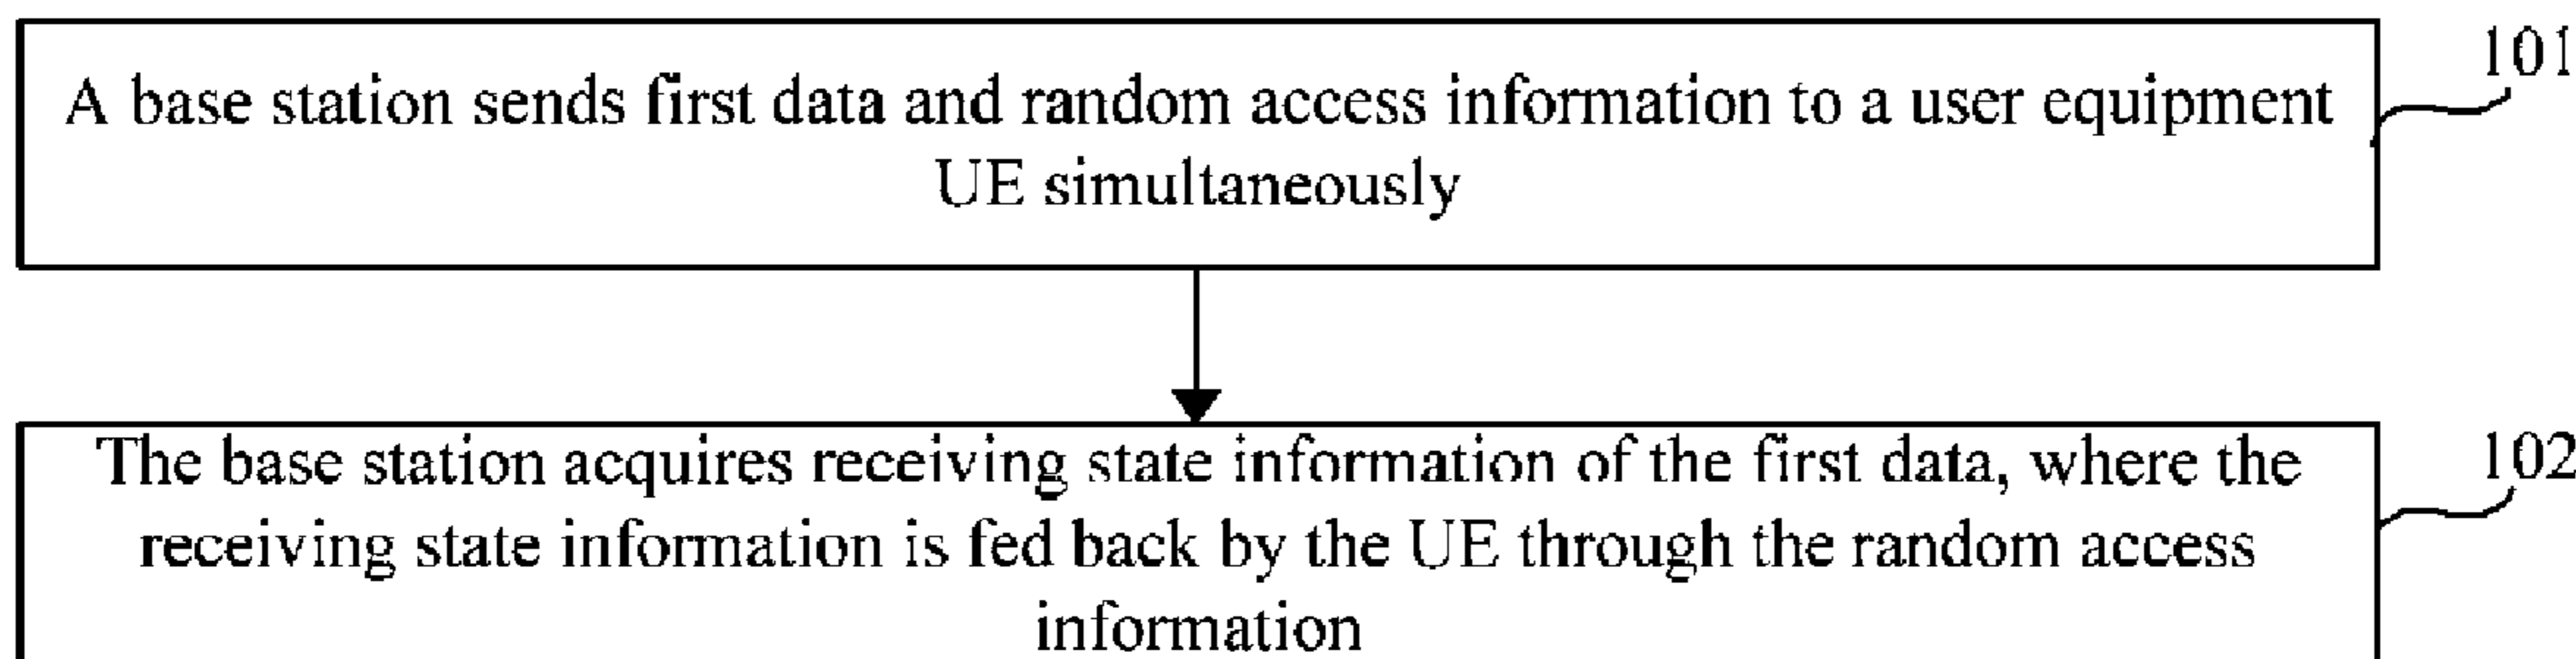 A base station sends first data and random access information to a user equipment
UE simultaneously
101
The base station acquires receiving state information of the first data, where the
receiving state information is fed back by the UE through the random access
information
102